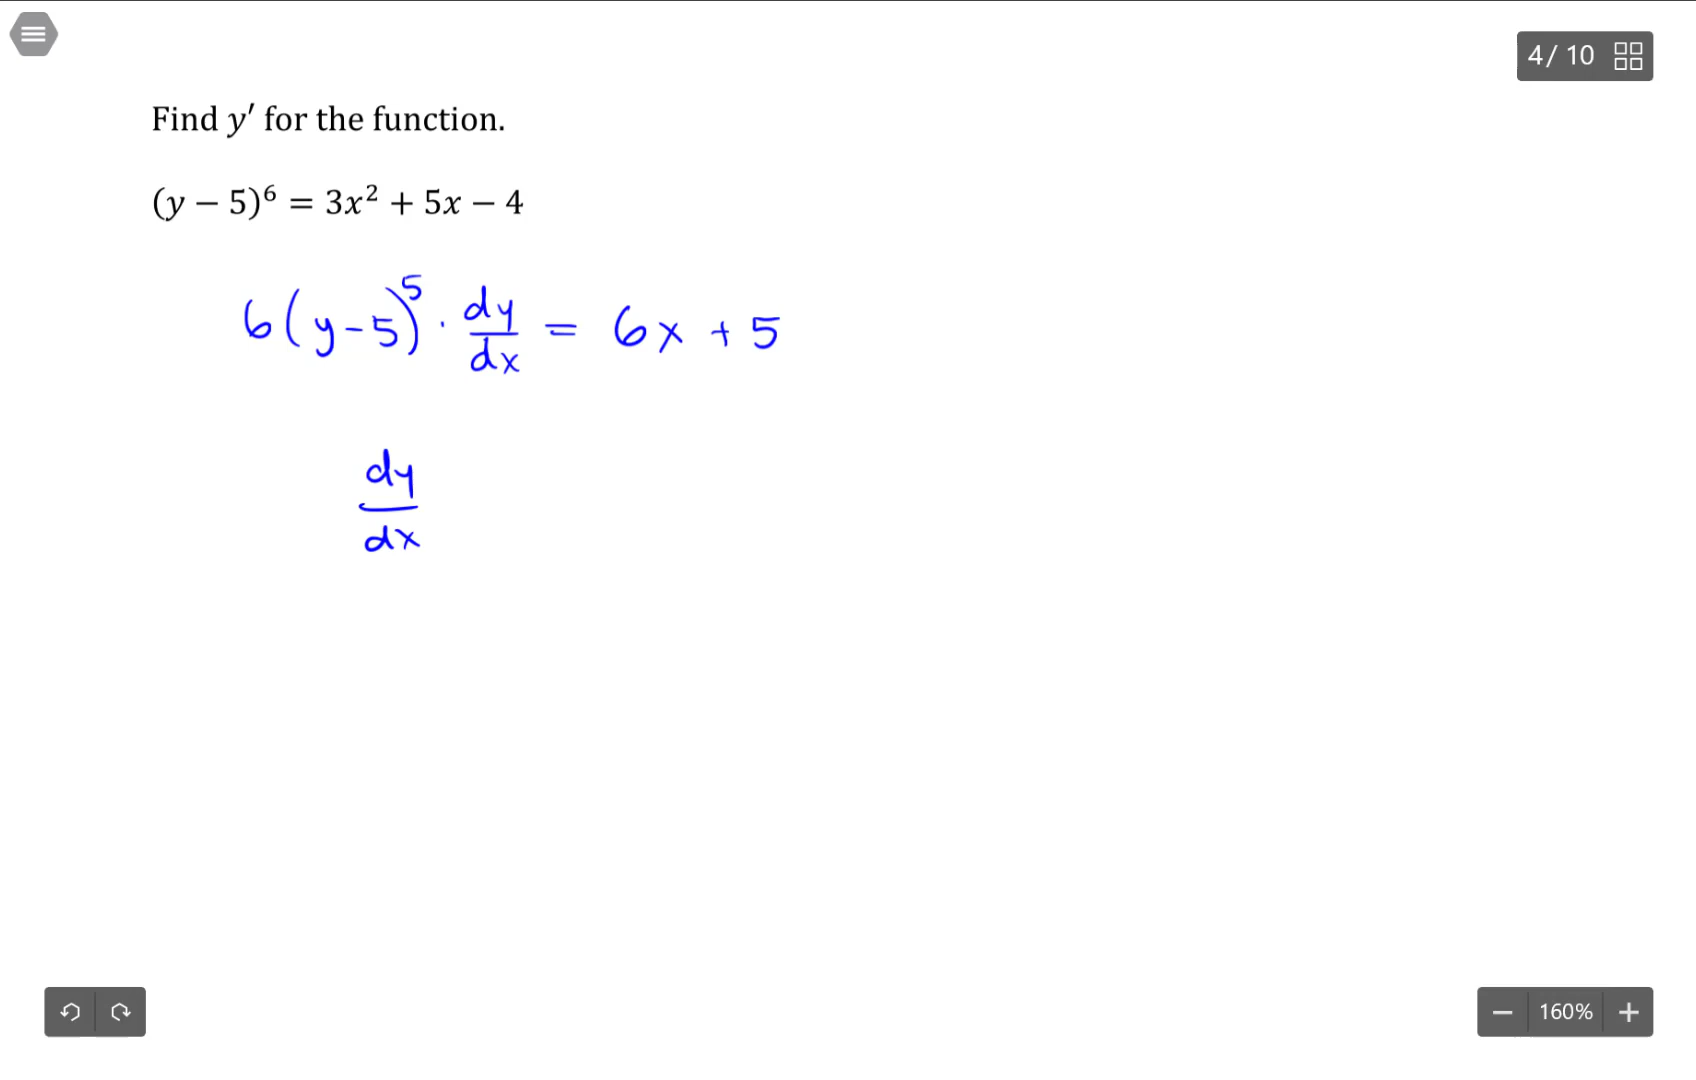 4/ 10
Find y′ for the function.
(y − 5)⁶ = 3x² + 5x − 4
6(y-5)⁵ · dy/dx = 6x + 5
dy/dx
160%